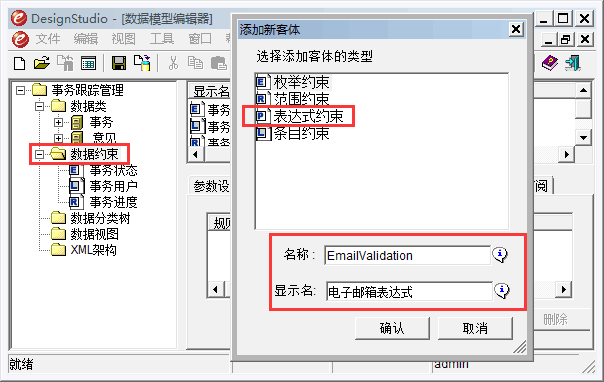 DesignStudio - [数据模型编辑器]
文件 编辑 视图 工具 窗口
事务跟踪管理
数据类
事务
意见
数据约束
事务状态
事务用户
事务进度
数据分类树
数据视图
XML架构
显示名
事务
事务
事务
参数设
规则
阅
删除
添加新客体
选择添加客体的类型
E 枚举约束
R 范围约束
P 表达式约束
L 条目约束
名称: EmailValidation
显示名: 电子邮箱表达式
确认 取消
就绪
admin